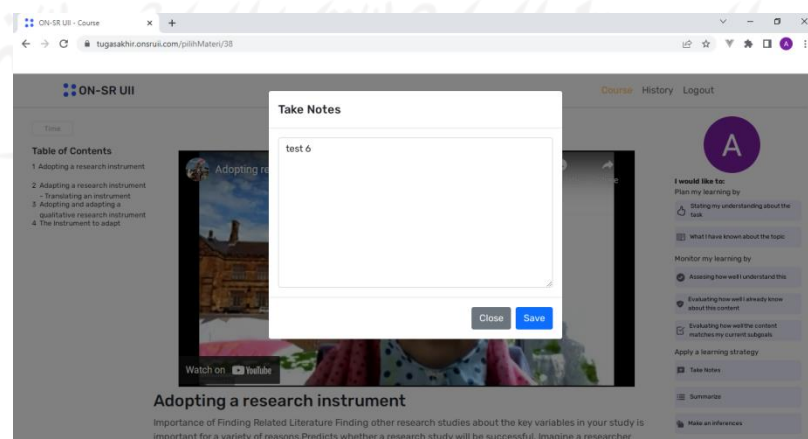 ON-SR UII - Course
tugasakhir.onsruii.com/pilihMateri/38
ON-SR UII
Course History Logout
Time
Table of Contents
1 Adopting a research instrument
2 Adapting a research instrument
- Translating an instrument
3 Adopting and adapting a
qualitative research instrument
4 The instrument to adapt
Adopting re
Take Notes
test 6
Close Save
Watch on YouTube
Adopting a research instrument
Importance of Finding Related Literature Finding other research studies about the key variables in your study is
important for a variety of reasons Predicts whether a research study will be successful. Imagine a researcher
A
I would like to:
Plan my learning by
Stating my understanding about the
task
What I have known about the topic
Monitor my learning by
Assessing how well I understand this
Evaluating how well I already know
about this content
Evaluating how well the content
matches my current subgoals
Apply a learning strategy
Take Notes
Summarize
Make an inferences